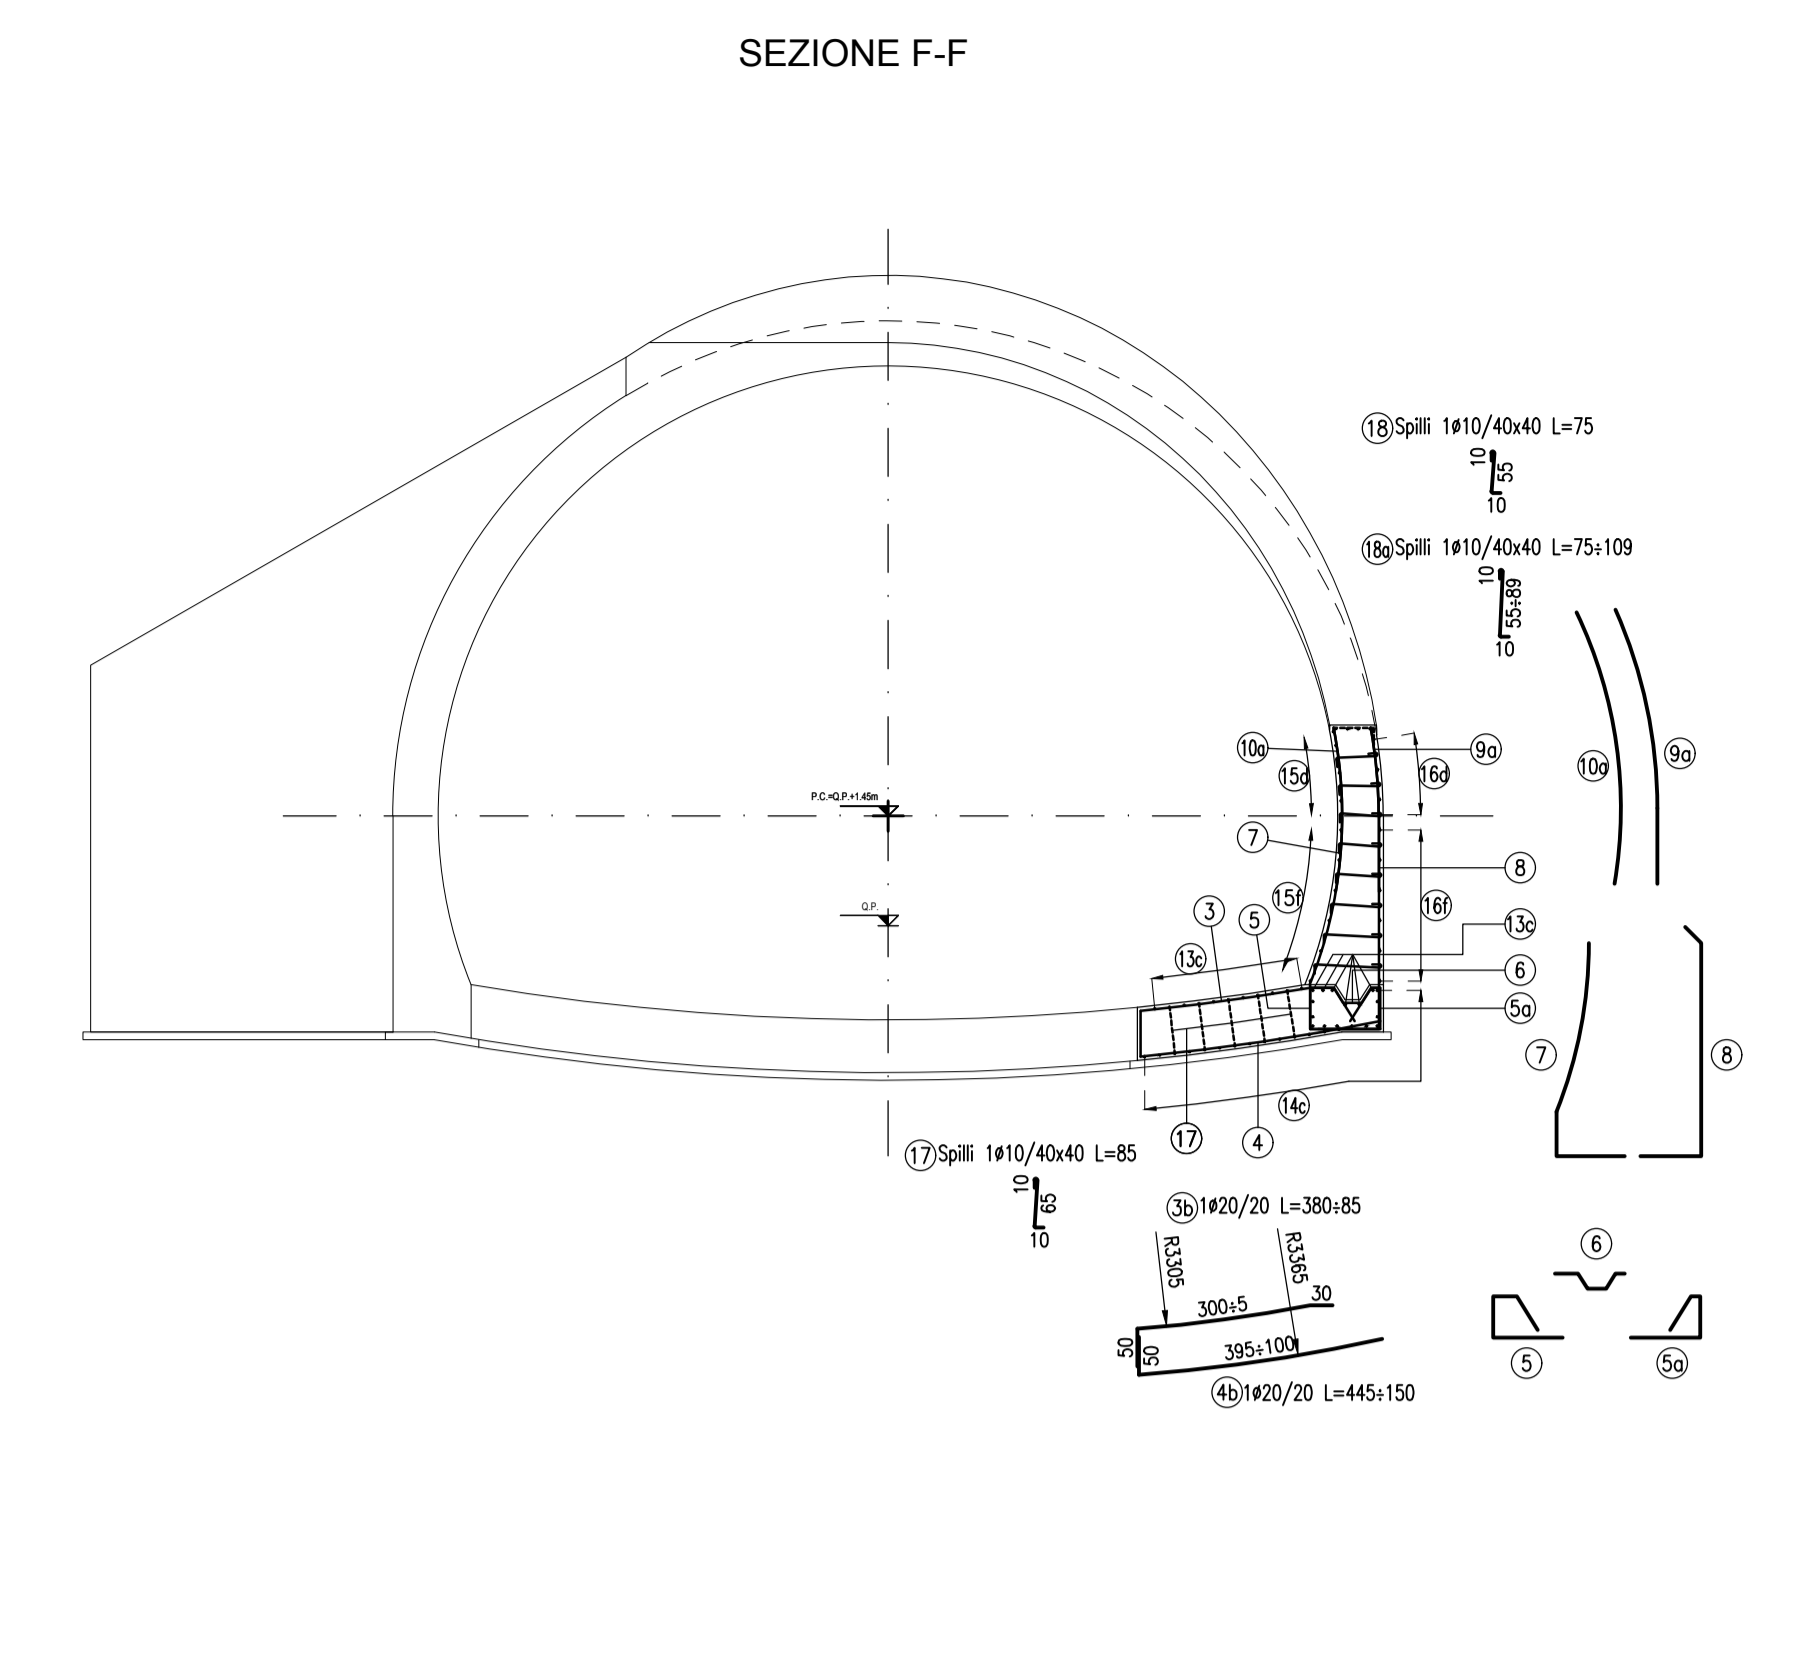 SEZIONE F-F
18 Spilli 1ø10/40x40 L=75
10
55
10
18a Spilli 1ø10/40x40 L=75÷109
10
55÷89
10
10a
9a
15d
16d
10a
9a
P.C.=Q.P.+1.45m
7
8
15f
16f
Q.P.
3
5
13c
13c
6
5a
7
8
14c
17
4
17 Spilli 1ø10/40x40 L=85
10
65
10
3b 1ø20/20 L=380÷85
R3305
R3365
300÷5
30
50
50
395÷100
4b 1ø20/20 L=445÷150
6
5
5a